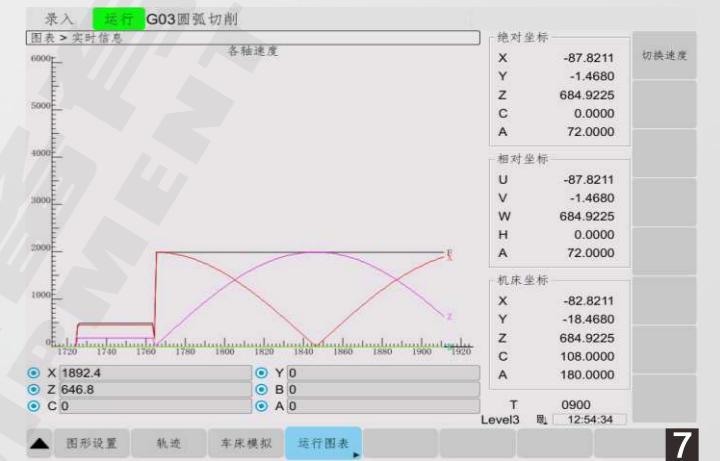 录入 运行 G03圆弧切削
图表 > 实时信息
各轴速度
6000
5000
4000
3000
2000
1000
0
1720 1740 1760 1780 1800 1820 1840 1860 1880 1900 1920
F
X
Z
X 1892.4 Y 0
Z 646.8 B 0
C 0 A 0
绝对坐标
X -87.8211
Y -1.4680
Z 684.9225
C 0.0000
A 72.0000
相对坐标
U -87.8211
V -1.4680
W 684.9225
H 0.0000
A 72.0000
机床坐标
X -82.8211
Y -18.4680
Z 684.9225
C 108.0000
A 180.0000
T 0900
Level3 12:54:34
切换速度
图形设置 轨迹 车床模拟 运行图表
7